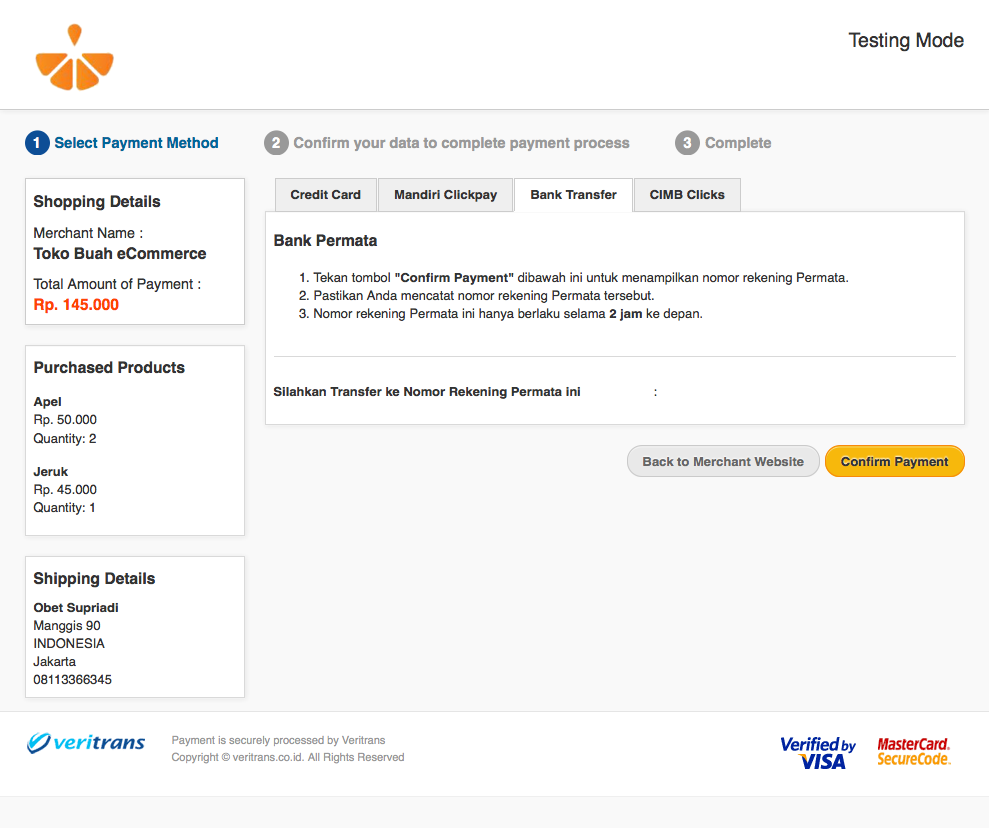 Testing Mode
1 Select Payment Method
2 Confirm your data to complete payment process
3 Complete
Shopping Details
Merchant Name :
Toko Buah eCommerce
Total Amount of Payment :
Rp. 145.000
Purchased Products
Apel
Rp. 50.000
Quantity: 2
Jeruk
Rp. 45.000
Quantity: 1
Shipping Details
Obet Supriadi
Manggis 90
INDONESIA
Jakarta
08113366345
Credit Card
Mandiri Clickpay
Bank Transfer
CIMB Clicks
Bank Permata
1. Tekan tombol "Confirm Payment" dibawah ini untuk menampilkan nomor rekening Permata.
2. Pastikan Anda mencatat nomor rekening Permata tersebut.
3. Nomor rekening Permata ini hanya berlaku selama 2 jam ke depan.
Silahkan Transfer ke Nomor Rekening Permata ini :
Back to Merchant Website
Confirm Payment
veritrans
Payment is securely processed by Veritrans
Copyright © veritrans.co.id. All Rights Reserved
Verified by
VISA
MasterCard.
SecureCode.